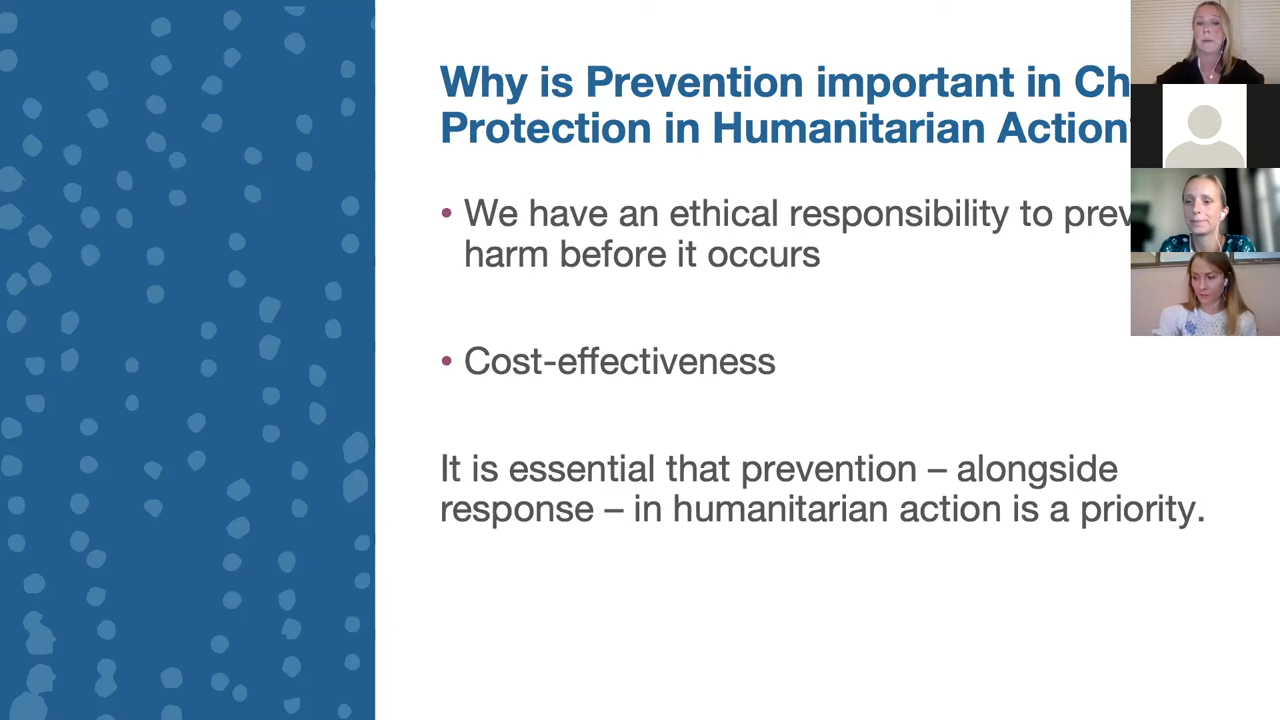 Why is Prevention important in Ch
Protection in Humanitarian Action
• We have an ethical responsibility to prev
harm before it occurs
• Cost-effectiveness
It is essential that prevention – alongside
response – in humanitarian action is a priority.